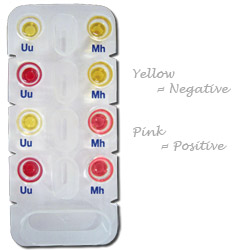 Uu Mh
Yellow
= Negative
Uu Mh
Pink
Uu Mh
= Positive
Uu Mh